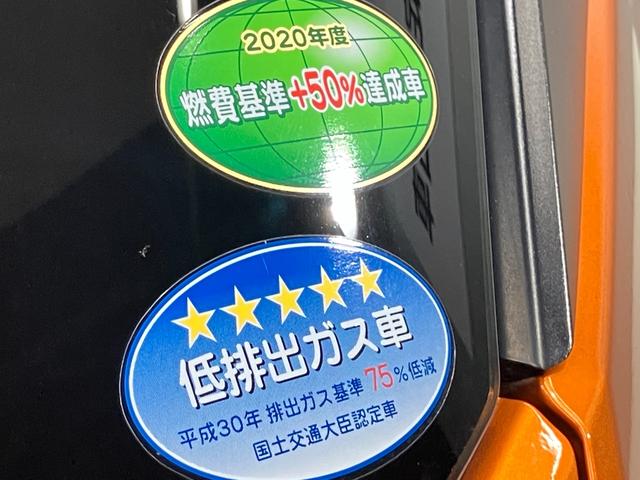 2020年度
燃費基準+50%達成車
★★★★★
低排出ガス車
平成30年排出ガス基準75%低減
国土交通大臣認定車